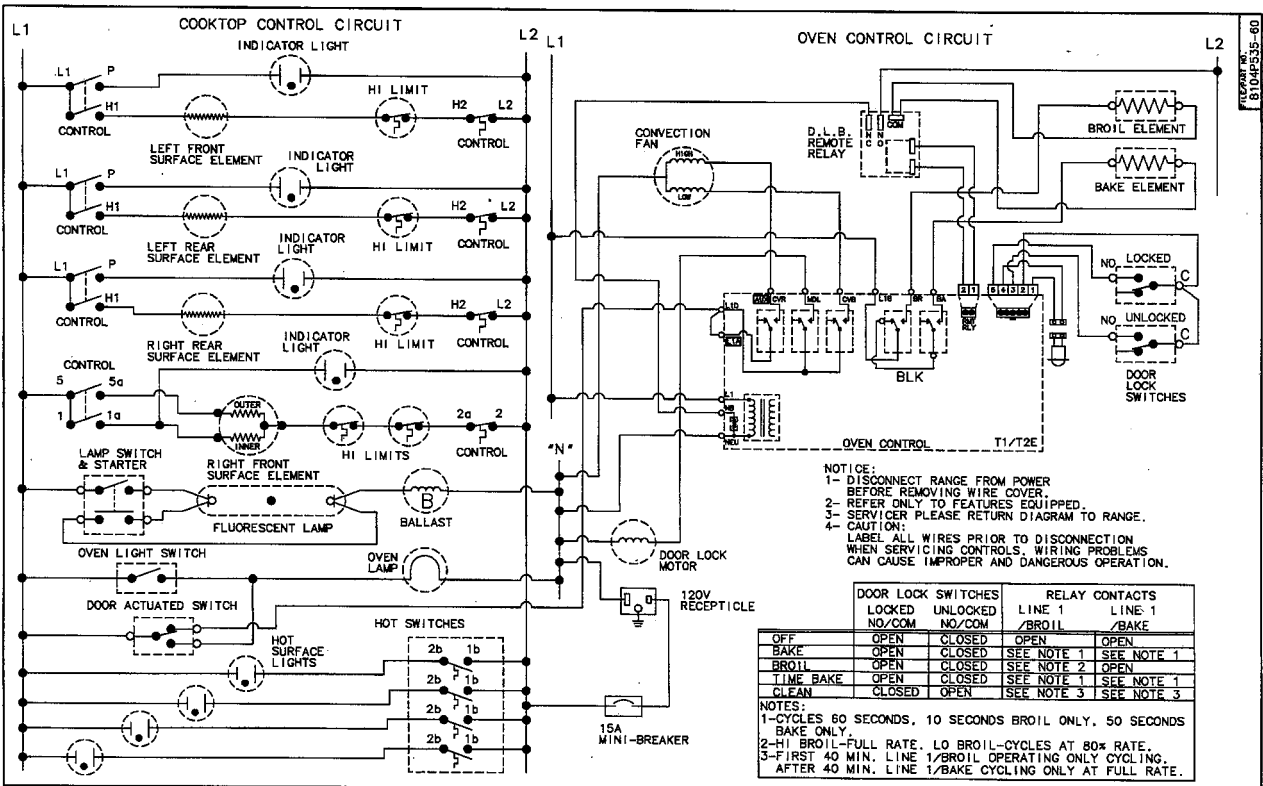 COOKTOP CONTROL CIRCUIT
L1
L2
INDICATOR LIGHT
L1
P
H1
CONTROL
LEFT FRONT
SURFACE ELEMENT
HI LIMIT
H2
L2
CONTROL
INDICATOR
LIGHT
L1
P
H1
CONTROL
LEFT REAR
SURFACE ELEMENT
HI LIMIT
H2
L2
CONTROL
INDICATOR
LIGHT
L1
P
H1
CONTROL
RIGHT REAR
SURFACE ELEMENT
HI LIMIT
H2
L2
CONTROL
INDICATOR
LIGHT
CONTROL
5
5a
1
1a
OUTER
INNER
RIGHT FRONT
SURFACE ELEMENT
HI LIMITS
2a
2
CONTROL
LAMP SWITCH
& STARTER
FLUORESCENT LAMP
B
BALLAST
OVEN LIGHT SWITCH
OVEN
LAMP
DOOR ACTUATED SWITCH
HOT
SURFACE
LIGHTS
HOT SWITCHES
2b
1b
2b
1b
2b
1b
2b
1b
OVEN CONTROL CIRCUIT
L1
L2
8104P535-60
CONVECTION
FAN
HIGH
LOW
D.L.B.
REMOTE
RELAY
NC
NO
COM
BROIL ELEMENT
BAKE ELEMENT
L1D
L1A
CVR
MDL
CVB
L1B
BR
BA
2 1
5 4 3 2 1
BLK
L1
NEU
OVEN CONTROL
T1/T2E
NO
LOCKED
C
NO
UNLOCKED
C
DOOR
LOCK
SWITCHES
"N"
DOOR LOCK
MOTOR
120V
RECEPTICLE
15A
MINI-BREAKER
NOTICE:
1- DISCONNECT RANGE FROM POWER
BEFORE REMOVING WIRE COVER.
2- REFER ONLY TO FEATURES EQUIPPED.
3- SERVICER PLEASE RETURN DIAGRAM TO RANGE.
4- CAUTION:
LABEL ALL WIRES PRIOR TO DISCONNECTION
WHEN SERVICING CONTROLS. WIRING PROBLEMS
CAN CAUSE IMPROPER AND DANGEROUS OPERATION.
DOOR LOCK SWITCHES RELAY CONTACTS
LOCKED UNLOCKED LINE 1 LINE 1
NO/COM NO/COM /BROIL /BAKE
OFF OPEN CLOSED OPEN OPEN
BAKE OPEN CLOSED SEE NOTE 1 SEE NOTE 1
BROIL OPEN CLOSED SEE NOTE 2 OPEN
TIME BAKE OPEN CLOSED SEE NOTE 1 SEE NOTE 1
CLEAN CLOSED OPEN SEE NOTE 3 SEE NOTE 3
NOTES:
1-CYCLES 60 SECONDS, 10 SECONDS BROIL ONLY, 50 SECONDS
BAKE ONLY.
2-HI BROIL-FULL RATE. LO BROIL-CYCLES AT 80% RATE.
3-FIRST 40 MIN. LINE 1/BROIL OPERATING ONLY CYCLING.
AFTER 40 MIN. LINE 1/BAKE CYCLING ONLY AT FULL RATE.